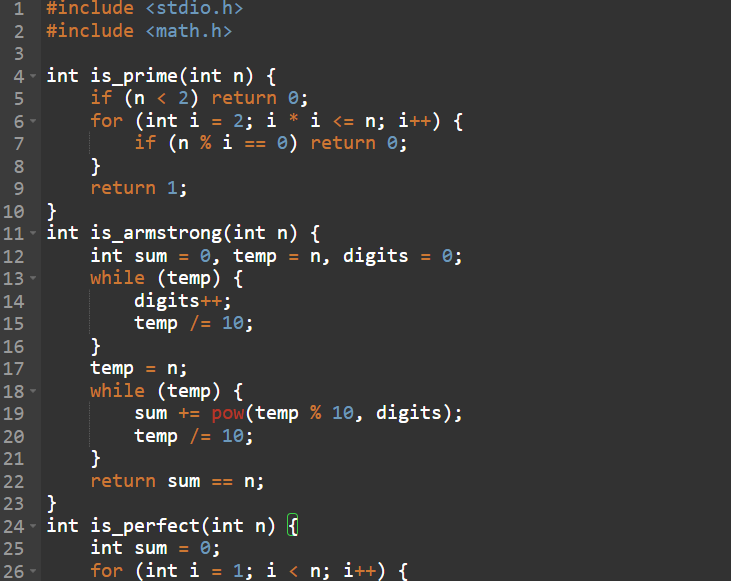 1 #include <stdio.h>
2 #include <math.h>
3
4 int is_prime(int n) {
5     if (n < 2) return 0;
6     for (int i = 2; i * i <= n; i++) {
7         if (n % i == 0) return 0;
8     }
9     return 1;
10 }
11 int is_armstrong(int n) {
12     int sum = 0, temp = n, digits = 0;
13     while (temp) {
14         digits++;
15         temp /= 10;
16     }
17     temp = n;
18     while (temp) {
19         sum += pow(temp % 10, digits);
20         temp /= 10;
21     }
22     return sum == n;
23 }
24 int is_perfect(int n) {
25     int sum = 0;
26     for (int i = 1; i < n; i++) {